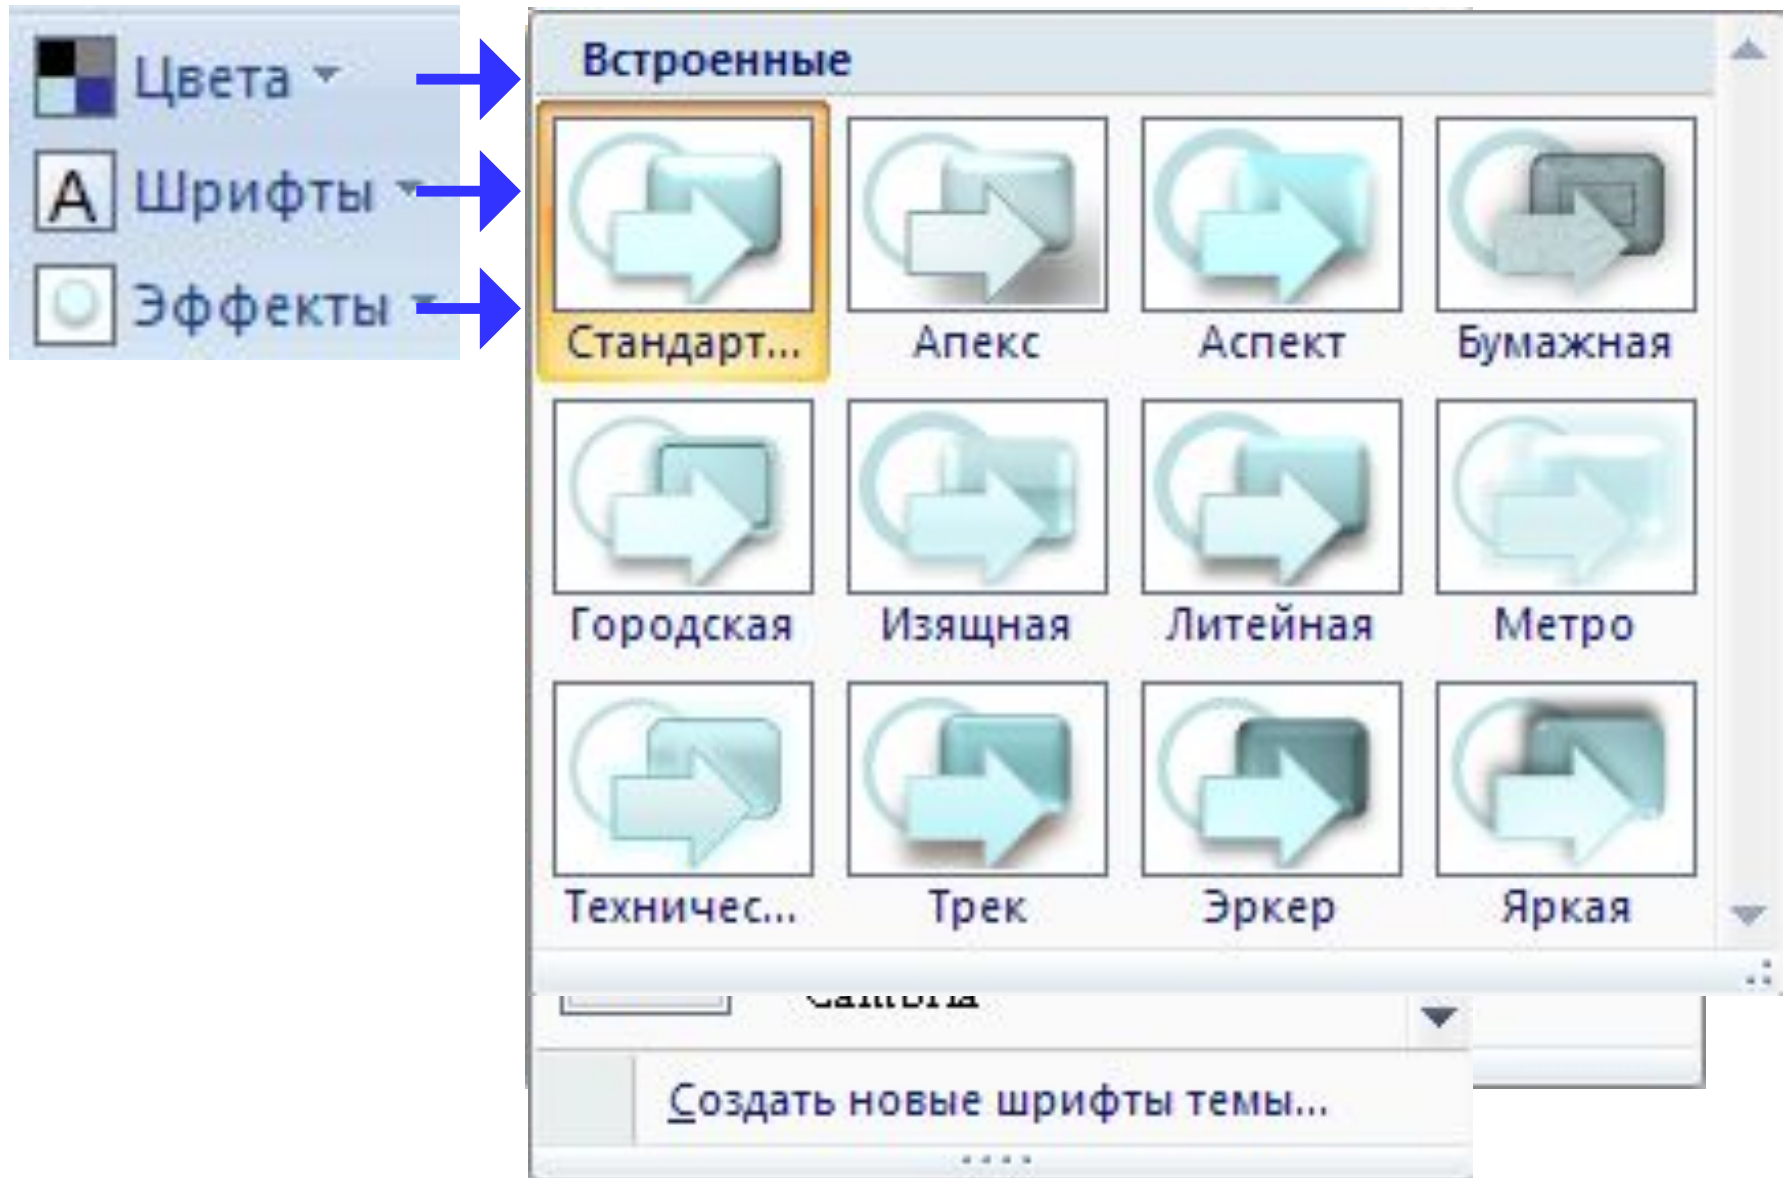 Цвета
A Шрифты
Эффекты
Встроенные
Стандарт... Апекс Аспект Бумажная
Городская Изящная Литейная Метро
Техничес... Трек Эркер Яркая
Cambria
Создать новые шрифты темы...